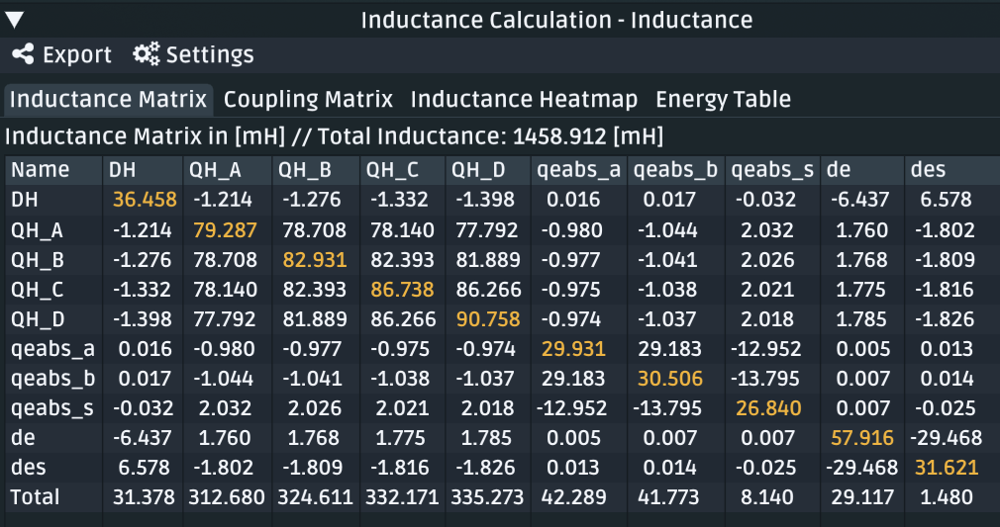 Inductance Calculation - Inductance
Export Settings
Inductance Matrix Coupling Matrix Inductance Heatmap Energy Table
Inductance Matrix in [mH] // Total Inductance: 1458.912 [mH]
Name DH QH_A QH_B QH_C QH_D qeabs_a qeabs_b qeabs_s de des
DH 36.458 -1.214 -1.276 -1.332 -1.398 0.016 0.017 -0.032 -6.437 6.578
QH_A -1.214 79.287 78.708 78.140 77.792 -0.980 -1.044 2.032 1.760 -1.802
QH_B -1.276 78.708 82.931 82.393 81.889 -0.977 -1.041 2.026 1.768 -1.809
QH_C -1.332 78.140 82.393 86.738 86.266 -0.975 -1.038 2.021 1.775 -1.816
QH_D -1.398 77.792 81.889 86.266 90.758 -0.974 -1.037 2.018 1.785 -1.826
qeabs_a 0.016 -0.980 -0.977 -0.975 -0.974 29.931 29.183 -12.952 0.005 0.013
qeabs_b 0.017 -1.044 -1.041 -1.038 -1.037 29.183 30.506 -13.795 0.007 0.014
qeabs_s -0.032 2.032 2.026 2.021 2.018 -12.952 -13.795 26.840 0.007 -0.025
de -6.437 1.760 1.768 1.775 1.785 0.005 0.007 0.007 57.916 -29.468
des 6.578 -1.802 -1.809 -1.816 -1.826 0.013 0.014 -0.025 -29.468 31.621
Total 31.378 312.680 324.611 332.171 335.273 42.289 41.773 8.140 29.117 1.480